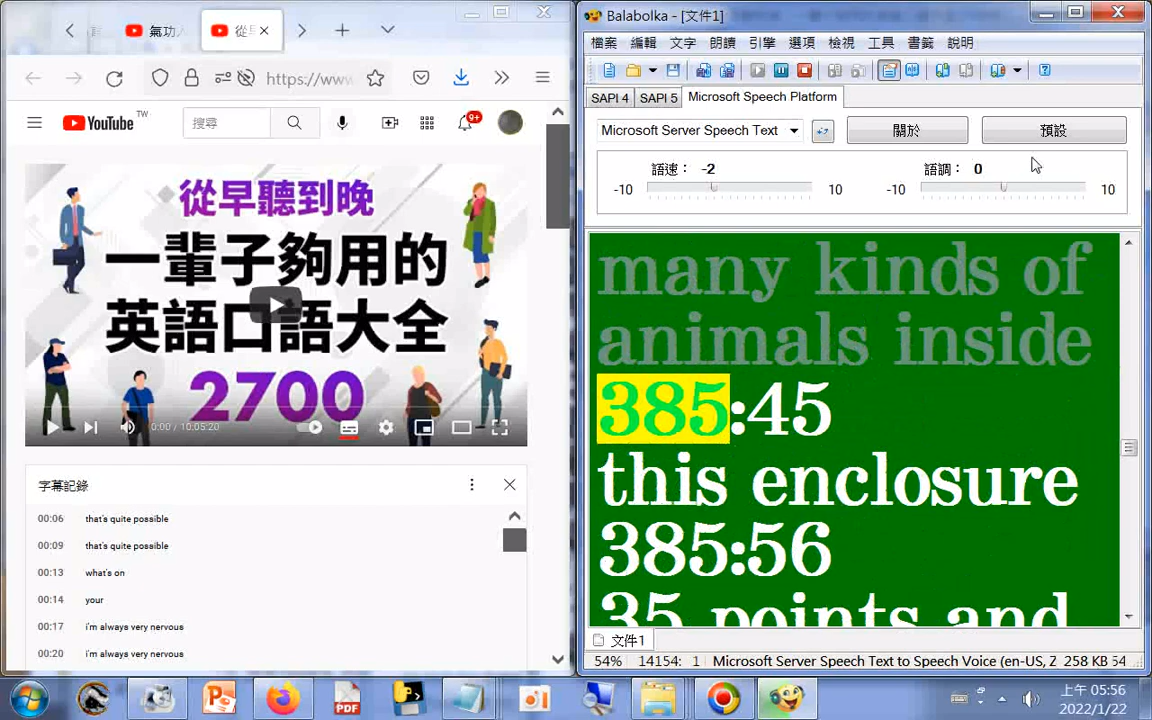 氣功人
從
https://www
YouTube TW
搜尋
9+
從早聽到晚
一輩子夠用的
英語口語大全
2700
0:00 / 10:05:20
字幕記錄
00:06 that's quite possible
00:09 that's quite possible
00:13 what's on
00:14 your
00:17 i'm always very nervous
00:20 i'm always very nervous
Balabolka - [文件1]
檔案 編輯 文字 朗讀 引擎 選項 檢視 工具 書籤 說明
SAPI 4 SAPI 5 Microsoft Speech Platform
Microsoft Server Speech Text 關於 預設
語速： -2 語調： 0
-10 10 -10 10
many kinds of
animals inside
385:45
this enclosure
385:56
35 points and
文件1
54% 14154: 1 Microsoft Server Speech Text to Speech Voice (en-US, Z 258 KB 54
PDF
上午 05:56
2022/1/22